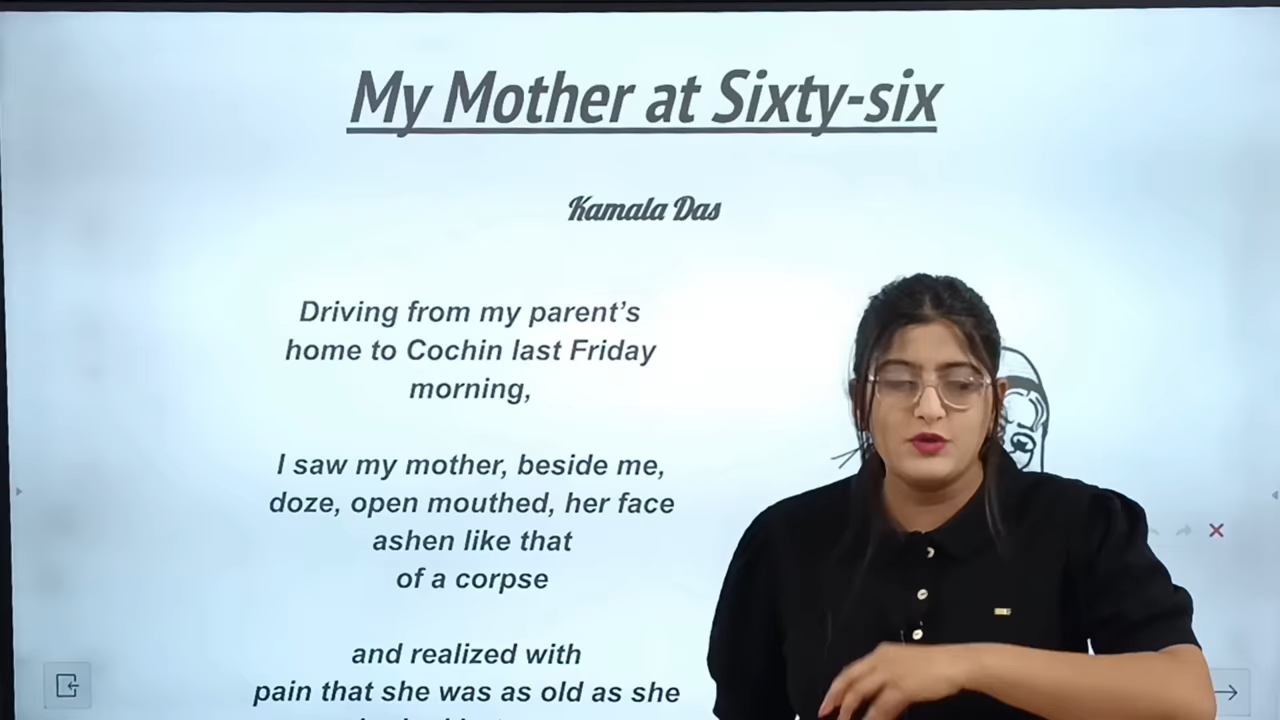 My Mother at Sixty-six
Kamala Das
Driving from my parent’s
home to Cochin last Friday
morning,
I saw my mother, beside me,
doze, open mouthed, her face
ashen like that
of a corpse
and realized with
pain that she was as old as she